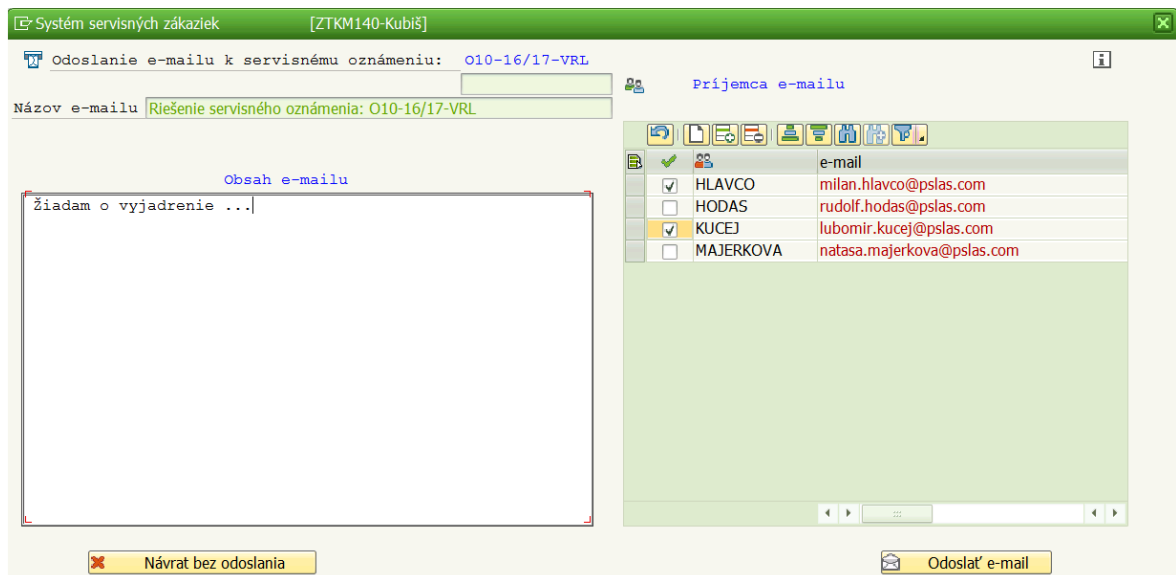 Systém servisných zákaziek [ZTKM140-Kubiš]
Odoslanie e-mailu k servisnému oznámeniu: O10-16/17-VRL
Príjemca e-mailu
Názov e-mailu Riešenie servisného oznámenia: O10-16/17-VRL
e-mail
Obsah e-mailu
Žiadam o vyjadrenie ...
HLAVCO milan.hlavco@pslas.com
HODAS rudolf.hodas@pslas.com
KUCEJ lubomir.kucej@pslas.com
MAJERKOVA natasa.majerkova@pslas.com
Návrat bez odoslania
Odoslať e-mail